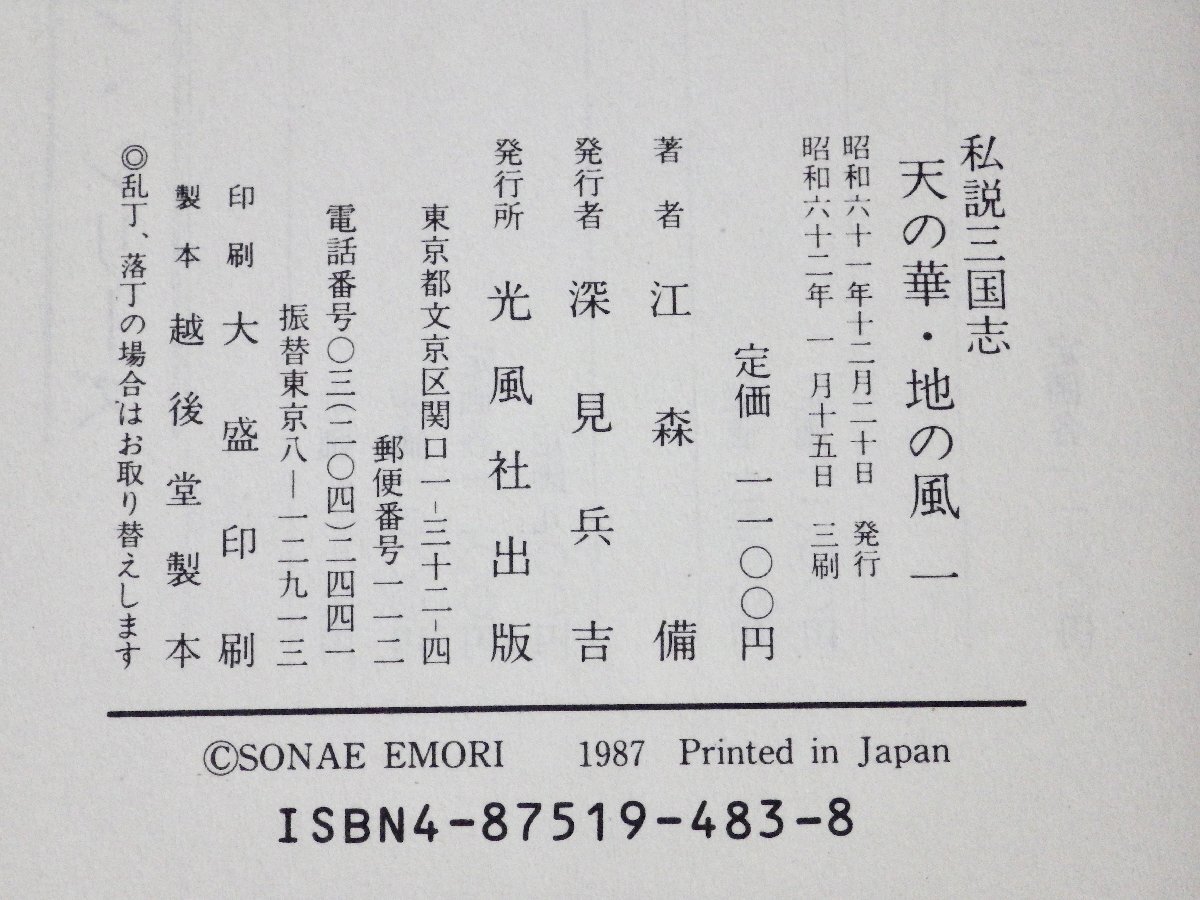 私説三国志
天の華・地の風 一
昭和六十一年十二月二十日 発行
昭和六十二年 一 月十五日 三刷
定価 一一〇〇円
著者 江森備
発行者 深見兵吉
発行所 光風社出版
東京都文京区関口一-三十二-四
郵便番号一一二
電話番号〇三(二〇四)二四四一
振替東京八―一二九一三
印刷 大盛印刷
製本 越後堂製本
◎乱丁、落丁の場合はお取り替えします
©SONAE EMORI 1987 Printed in Japan
ISBN4-87519-483-8